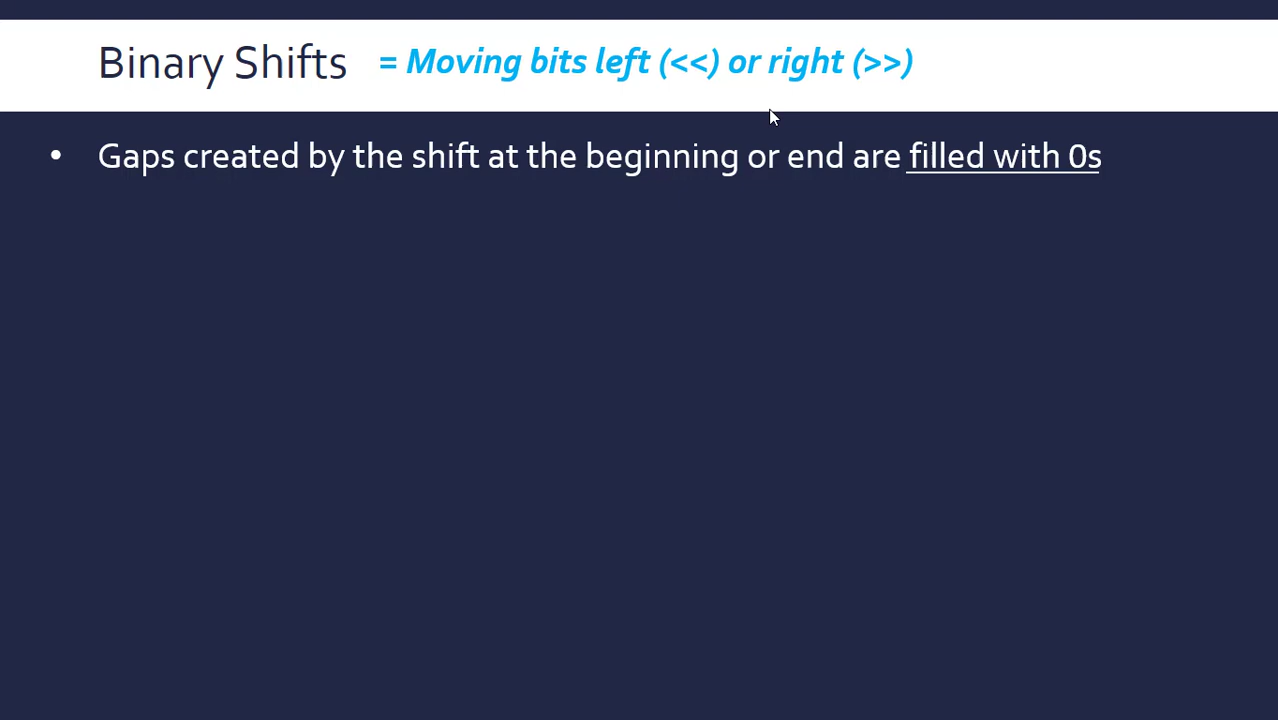 Binary Shifts = Moving bits left (<<) or right (>>)
• Gaps created by the shift at the beginning or end are filled with 0s